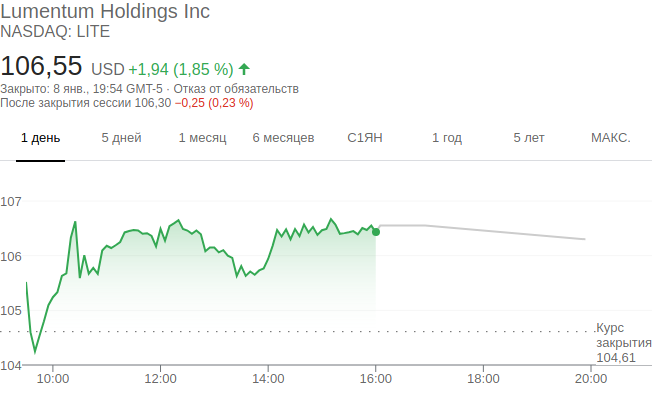 Lumentum Holdings Inc
NASDAQ: LITE
106,55 USD +1,94 (1,85 %)
Закрыто: 8 янв., 19:54 GMT-5 · Отказ от обязательств
После закрытия сессии 106,30 −0,25 (0,23 %)
1 день 5 дней 1 месяц 6 месяцев С1ЯН 1 год 5 лет МАКС.
107
106
105
Курс
закрытия
104,61
104
10:00 12:00 14:00 16:00 18:00 20:00